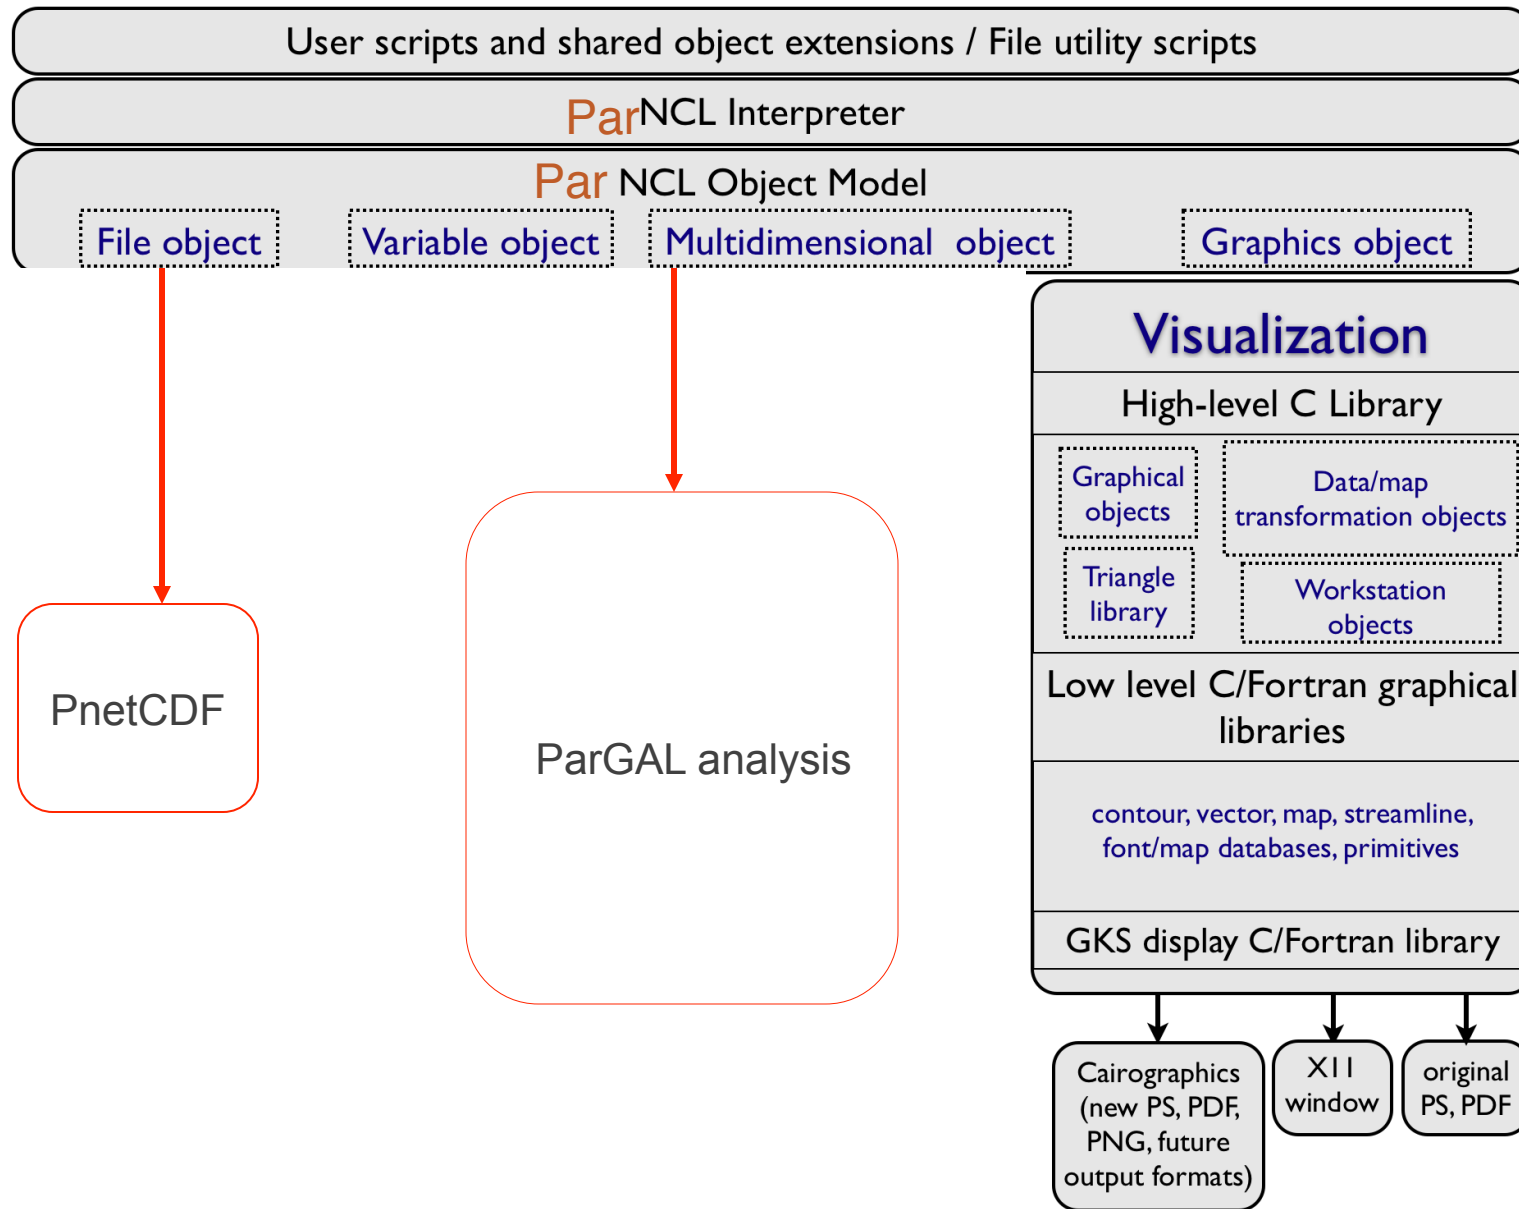 User scripts and shared object extensions / File utility scripts
ParNCL Interpreter
Par NCL Object Model
File object
Variable object
Multidimensional object
Graphics object
Visualization
High-level C Library
Graphical
objects
Data/map
transformation objects
Triangle
library
Workstation
objects
Low level C/Fortran graphical
libraries
PnetCDF
ParGAL analysis
contour, vector, map, streamline,
font/map databases, primitives
GKS display C/Fortran library
Cairographics
(new PS, PDF,
PNG, future
output formats)
X11
window
original
PS, PDF